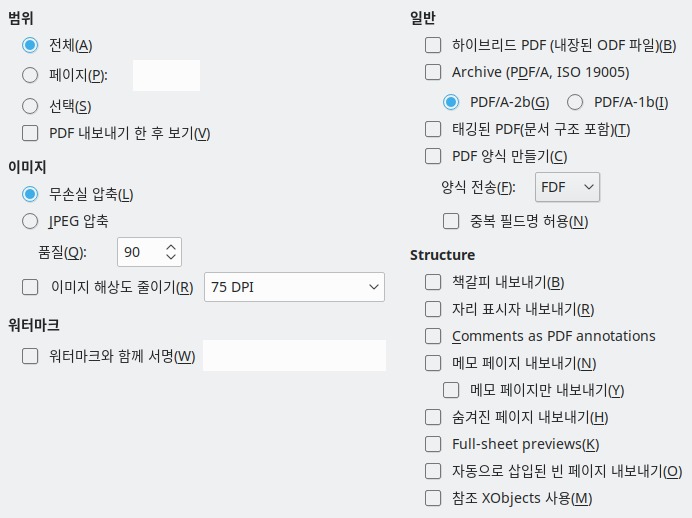 범위
전체(A)
페이지(P):
선택(S)
PDF 내보내기 한 후 보기(V)
이미지
무손실 압축(L)
JPEG 압축
품질(Q): 90
이미지 해상도 줄이기(R) 75 DPI
워터마크
워터마크와 함께 서명(W)
일반
하이브리드 PDF (내장된 ODF 파일)(B)
Archive (PDF/A, ISO 19005)
PDF/A-2b(G) PDF/A-1b(I)
태깅된 PDF(문서 구조 포함)(T)
PDF 양식 만들기(C)
양식 전송(F): FDF
중복 필드명 허용(N)
Structure
책갈피 내보내기(B)
자리 표시자 내보내기(R)
Comments as PDF annotations
메모 페이지 내보내기(N)
메모 페이지만 내보내기(Y)
숨겨진 페이지 내보내기(H)
Full-sheet previews(K)
자동으로 삽입된 빈 페이지 내보내기(O)
참조 XObjects 사용(M)